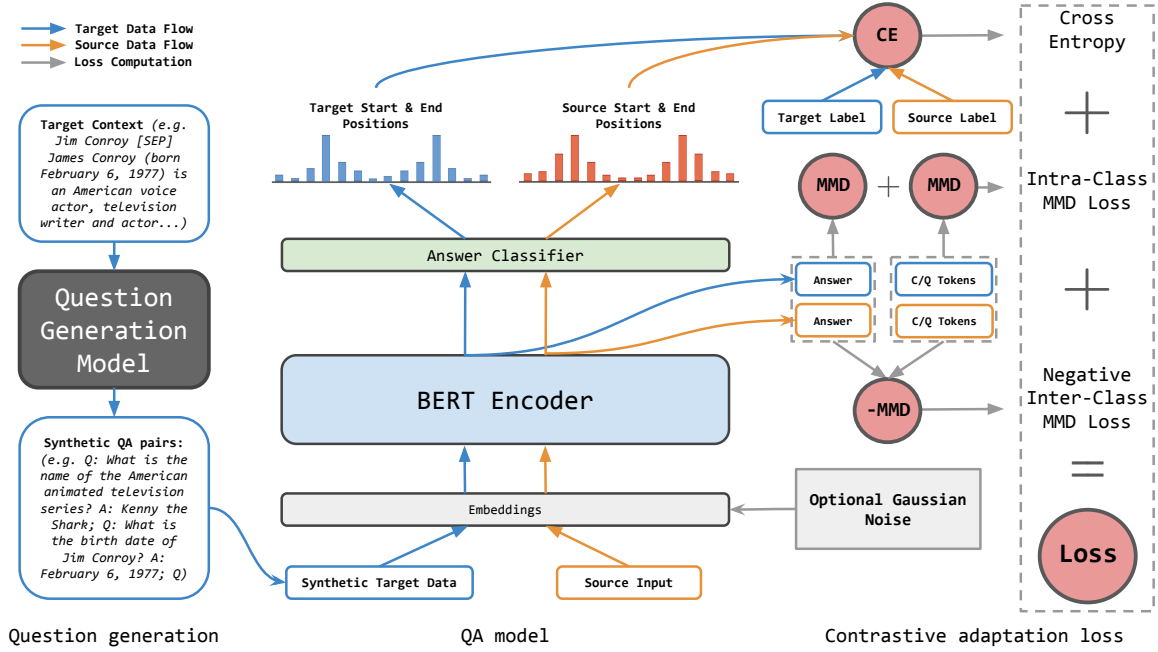 Target Data Flow
Source Data Flow
Loss Computation
Target Context (e.g.
Jim Conroy [SEP]
James Conroy (born
February 6, 1977) is
an American voice
actor, television
writer and actor...)
Question
Generation
Model
Synthetic QA pairs:
(e.g. Q: What is the
name of the American
animated television
series? A: Kenny the
Shark; Q: What is
the birth date of
Jim Conroy? A:
February 6, 1977; Q)
Question generation
Target Start & End
Positions
Source Start & End
Positions
Answer Classifier
BERT Encoder
Embeddings
Synthetic Target Data
Source Input
QA model
CE
Target Label
Source Label
MMD + MMD
Answer
C/Q Tokens
Answer
C/Q Tokens
-MMD
Optional Gaussian
Noise
Contrastive adaptation loss
Cross
Entropy
+
Intra-Class
MMD Loss
+
Negative
Inter-Class
MMD Loss
=
Loss